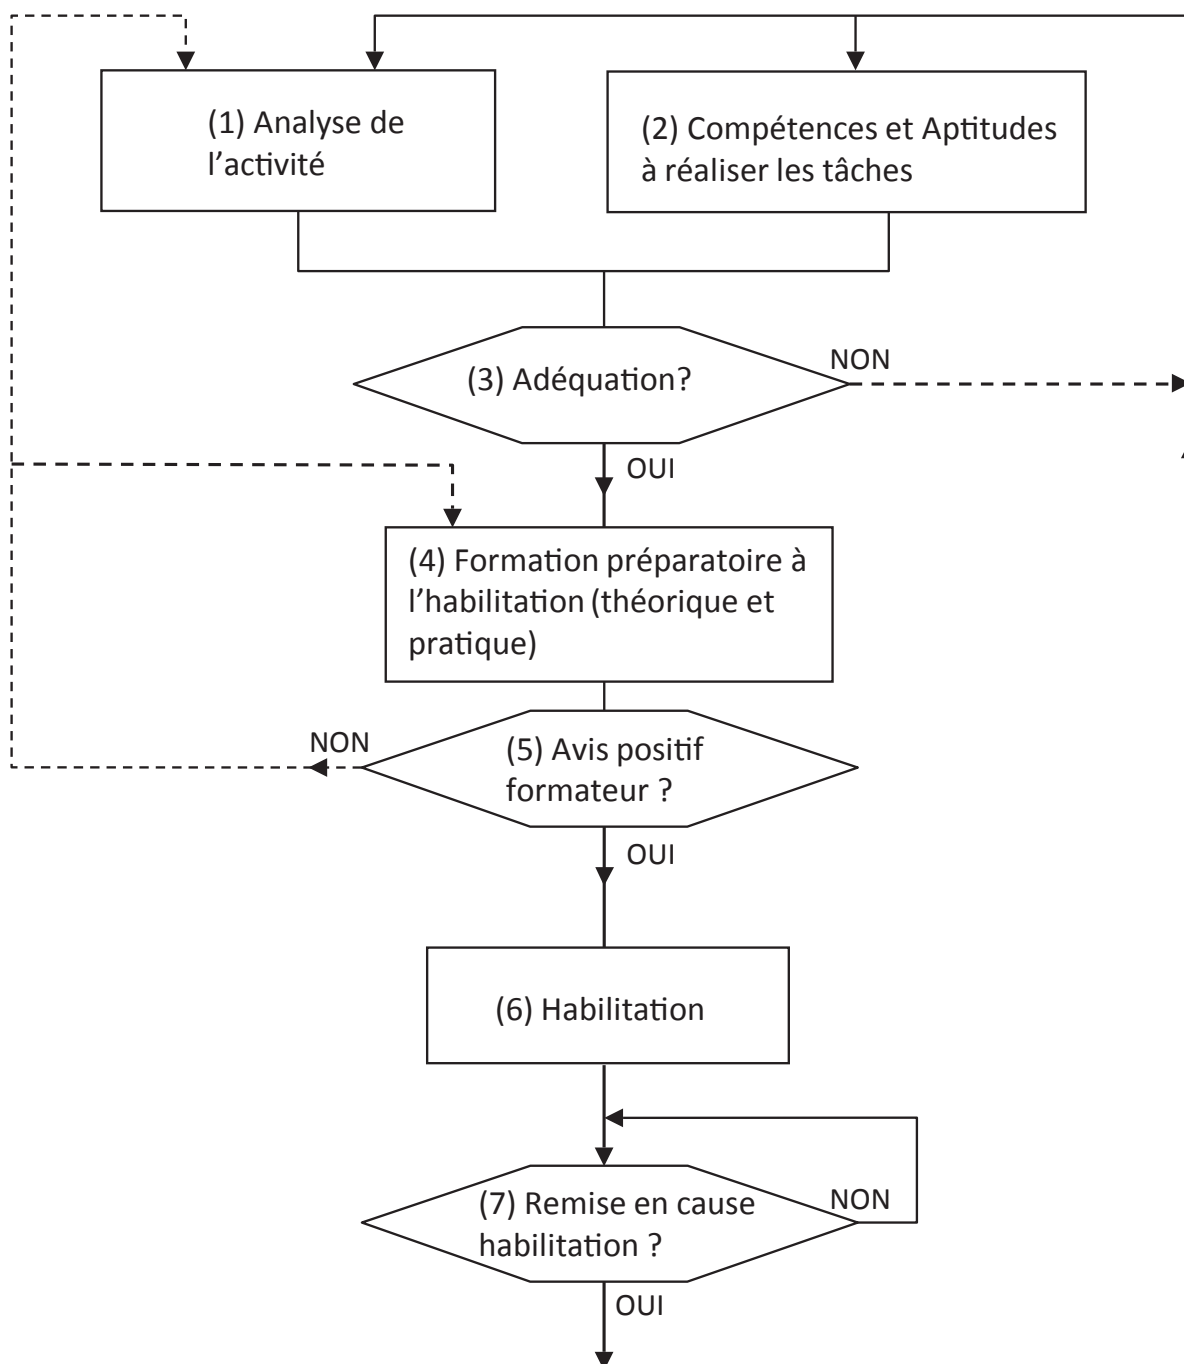 (1) Analyse de
l'activité
(2) Compétences et Aptitudes
à réaliser les tâches
(3) Adéquation?
NON
OUI
(4) Formation préparatoire à
l'habilitation (théorique et
pratique)
NON
(5) Avis positif
formateur ?
OUI
(6) Habilitation
(7) Remise en cause
habilitation ?
NON
OUI